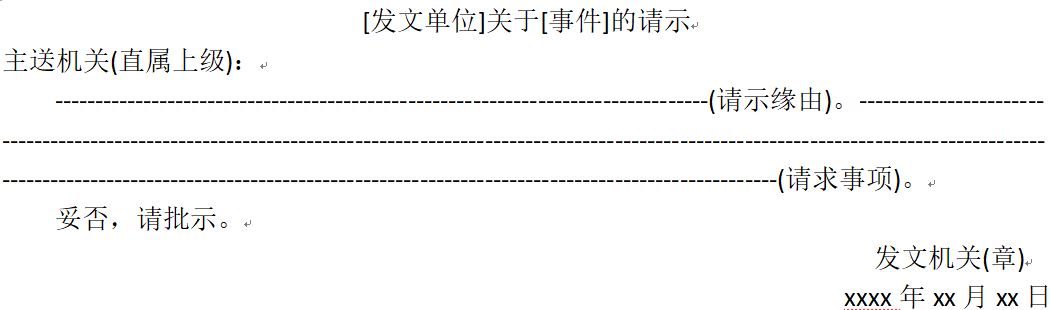 [发文单位]关于[事件]的请示
主送机关(直属上级)：
--------------------------------------------------------------------------------------(请示缘由)。------------------------
----------------------------------------------------------------------------------------------------------------------------------------
-----------------------------------------------------------------------------------------------------(请求事项)。
妥否，请批示。
发文机关(章)
xxxx 年 xx 月 xx 日